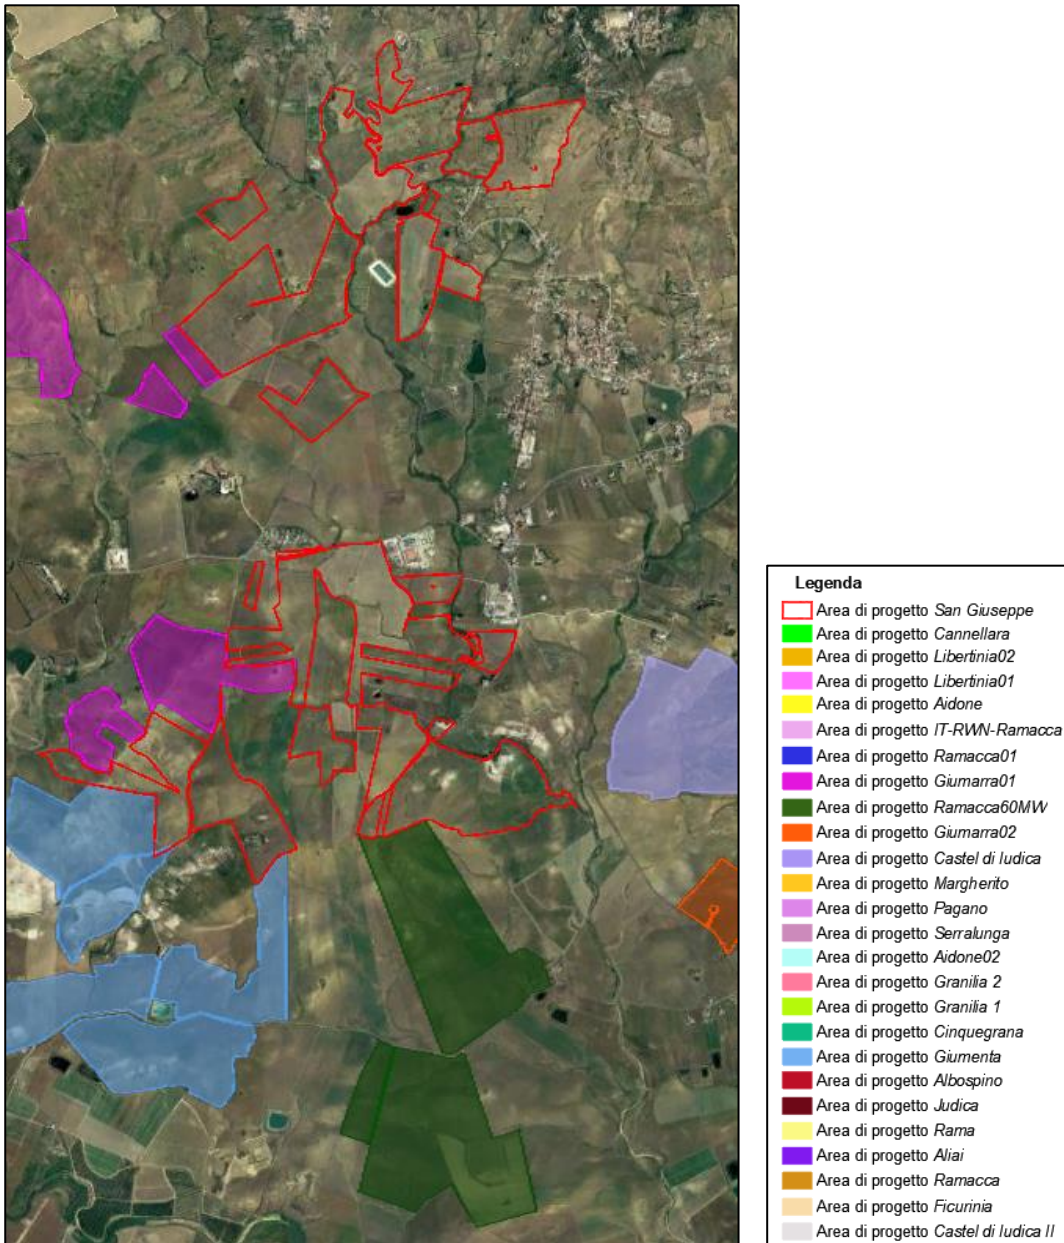 Legenda
Area di progetto San Giuseppe
Area di progetto Cannellara
Area di progetto Libertinia02
Area di progetto Libertinia01
Area di progetto Aidone
Area di progetto IT-RWN-Ramacca
Area di progetto Ramacca01
Area di progetto Giumarra01
Area di progetto Ramacca60MW
Area di progetto Giumarra02
Area di progetto Castel di Iudica
Area di progetto Margherito
Area di progetto Pagano
Area di progetto Serralunga
Area di progetto Aidone02
Area di progetto Granilia 2
Area di progetto Granilia 1
Area di progetto Cinquegrana
Area di progetto Giumenta
Area di progetto Albospino
Area di progetto Judica
Area di progetto Rama
Area di progetto Aliai
Area di progetto Ramacca
Area di progetto Ficurinia
Area di progetto Castel di Iudica II